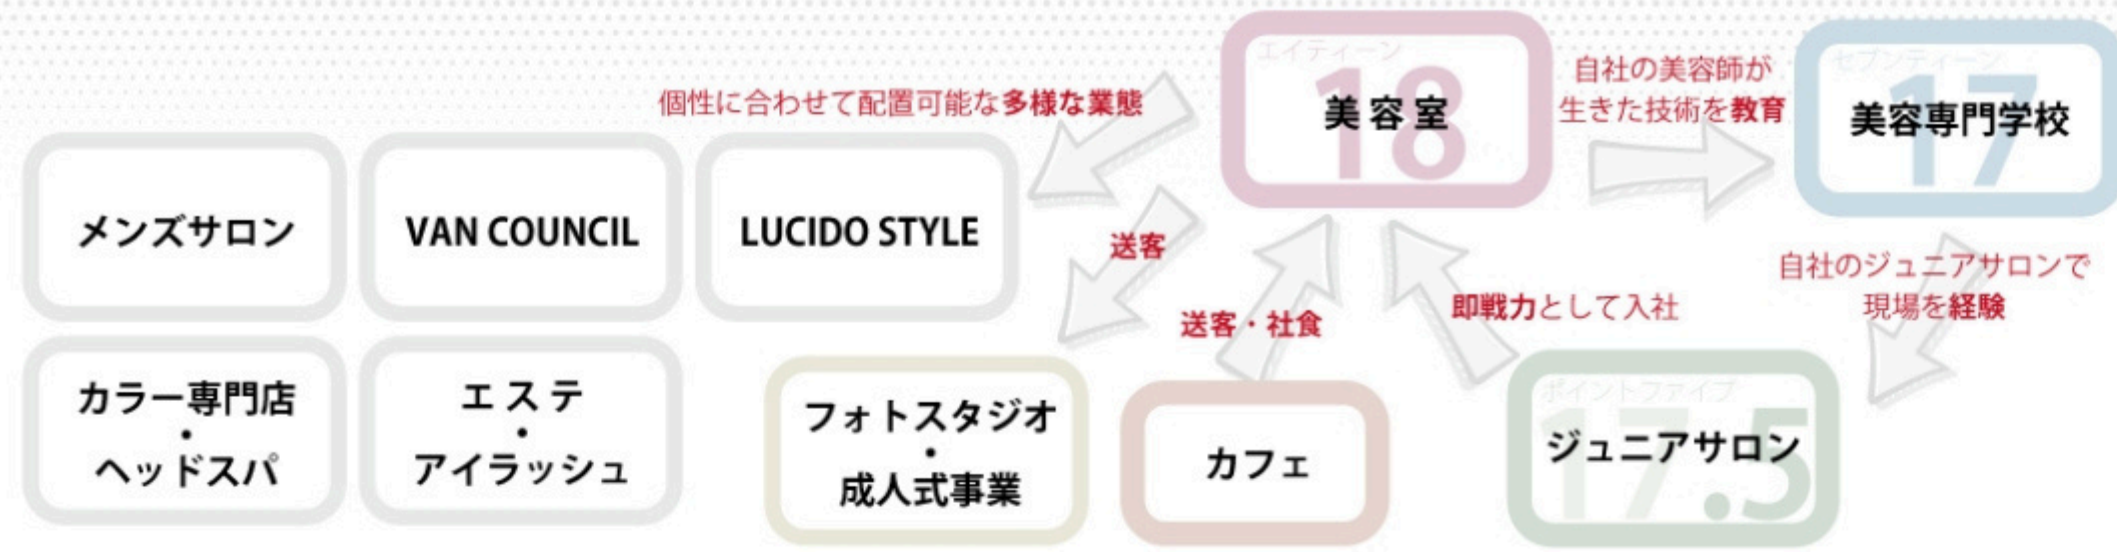 エイティーン
18
美容室
自社の美容師が
生きた技術を教育
セブンティーン
17
美容専門学校
個性に合わせて配置可能な多様な業態
メンズサロン
VAN COUNCIL
LUCIDO STYLE
送客
送客・社食
即戦力として入社
自社のジュニアサロンで
現場を経験
カラー専門店
・
ヘッドスパ
エステ
・
アイラッシュ
フォトスタジオ
・
成人式事業
カフェ
ポイントファイブ
17.5
ジュニアサロン